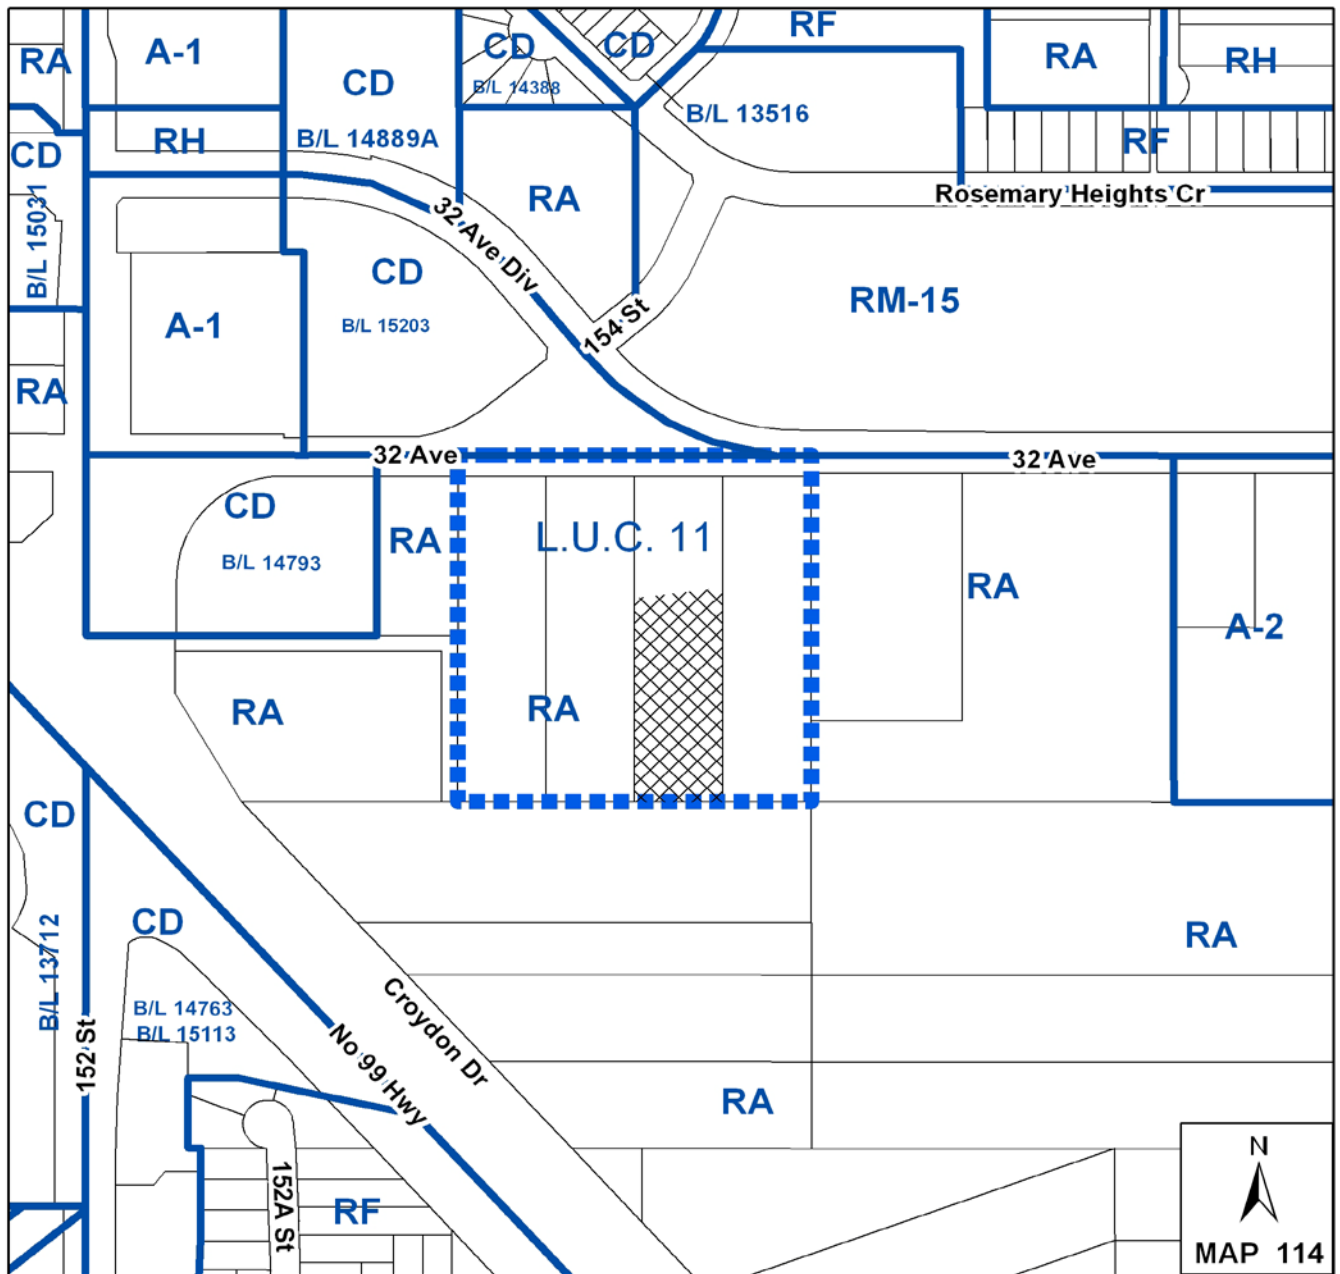 RF
CD
CD
A-1
RA
RA
RH
CD
B/L 14388
B/L 13516
RH
B/L 14889A
RF
CD
RA
Rosemary Heights Cr
B/L 15031
32 Ave Div
CD
RM-15
A-1
B/L 15203
154 St
RA
32 Ave
32 Ave
CD
RA
L.U.C. 11
B/L 14793
RA
A-2
RA
RA
CD
CD
RA
B/L 13712
B/L 14763
B/L 15113
Croydon Dr
152 St
No 99 Hwy
RA
152A St
RF
N
MAP 114